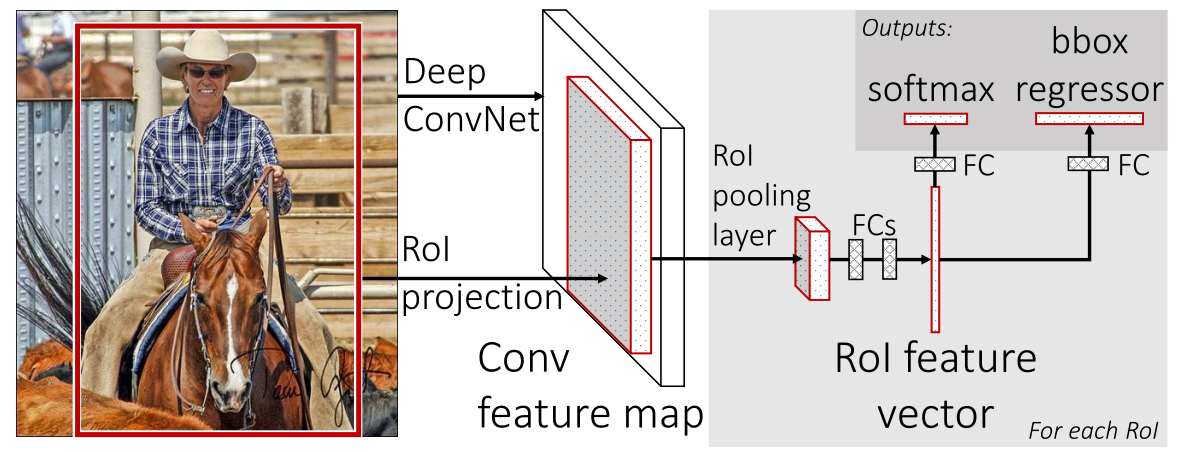 Deep
ConvNet
RoI
projection
Conv
feature map
RoI
pooling
layer
FCs
RoI feature
vector
For each RoI
Outputs:
softmax
bbox
regressor
FC
FC